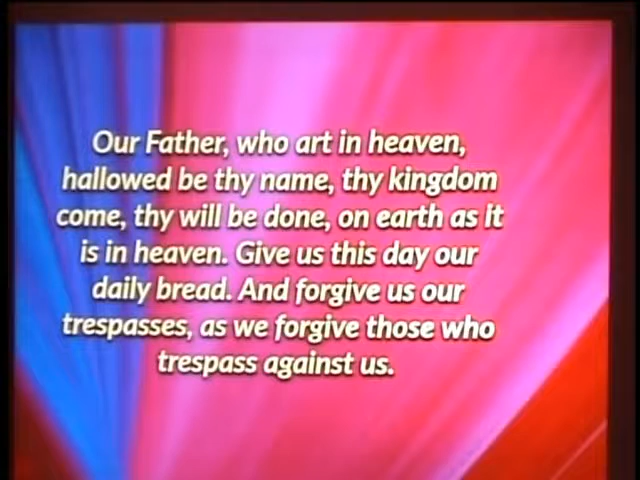 Our Father, who art in heaven,
hallowed be thy name, thy kingdom
come, thy will be done, on earth as it
is in heaven. Give us this day our
daily bread. And forgive us our
trespasses, as we forgive those who
trespass against us.